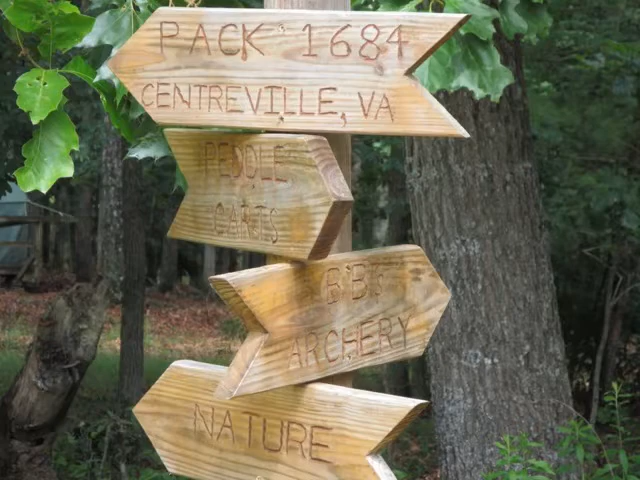 PACK 1684
CENTREVILLE, VA
PEDDLE
CARTS
B'B'S
ARCHERY
NATURE